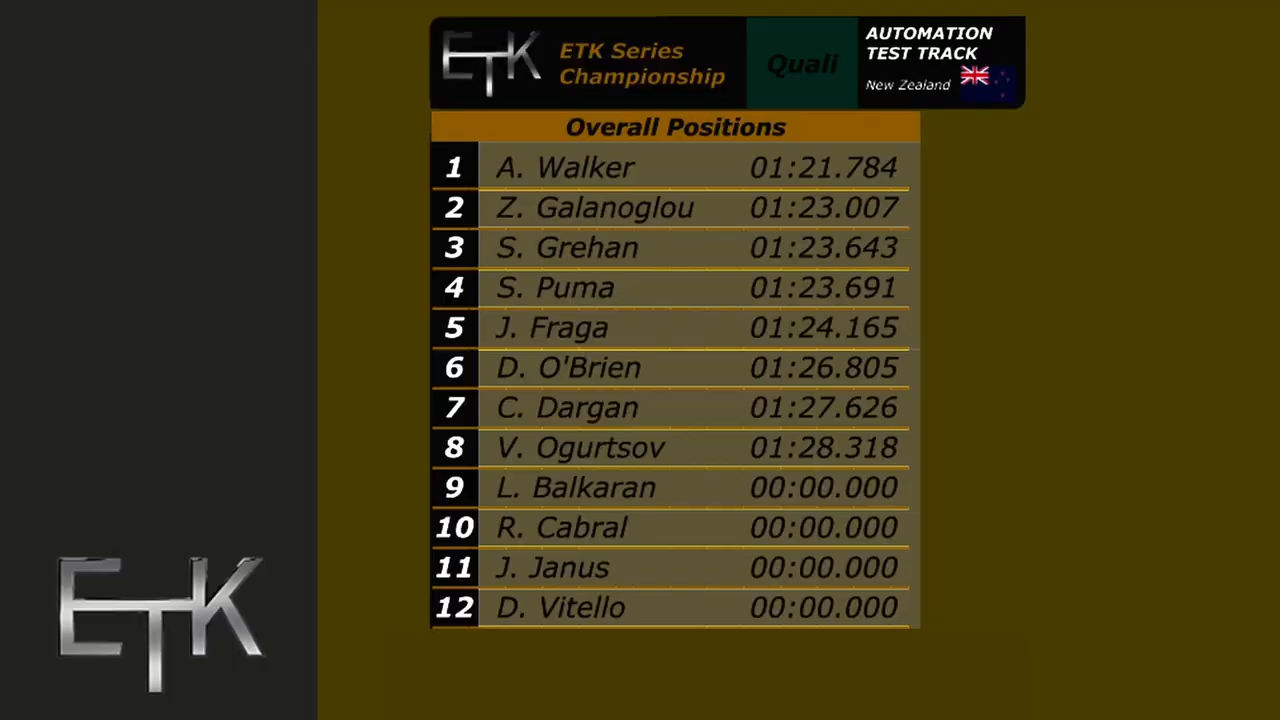 ETK
ETK Series
Championship
Quali
AUTOMATION
TEST TRACK
New Zealand
Overall Positions
1 A. Walker 01:21.784
2 Z. Galanoglou 01:23.007
3 S. Grehan 01:23.643
4 S. Puma 01:23.691
5 J. Fraga 01:24.165
6 D. O'Brien 01:26.805
7 C. Dargan 01:27.626
8 V. Ogurtsov 01:28.318
9 L. Balkaran 00:00.000
10 R. Cabral 00:00.000
11 J. Janus 00:00.000
12 D. Vitello 00:00.000
ETK